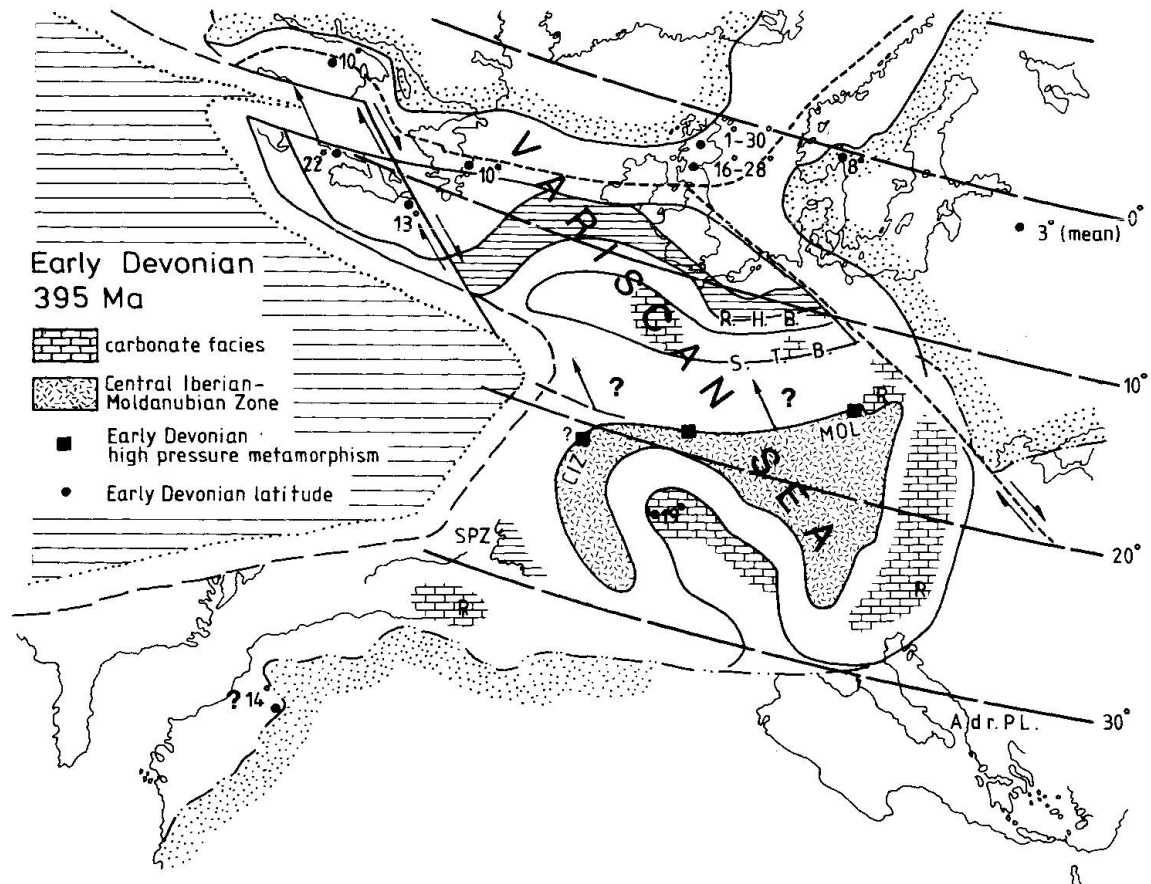 10°
1-30°
22°
10°
16-28°
8°
13
0°
3° (mean)
VARISCAN SEA
Early Devonian
395 Ma
carbonate facies
Central Iberian-
Moldanubian Zone
Early Devonian
high pressure metamorphism
Early Devonian latitude
R. H. B.
S. T. B.
10°
?
?
R
?
MOL
CIZ
19°
20°
SPZ
R
R
? 14
30°
Adr. PL.